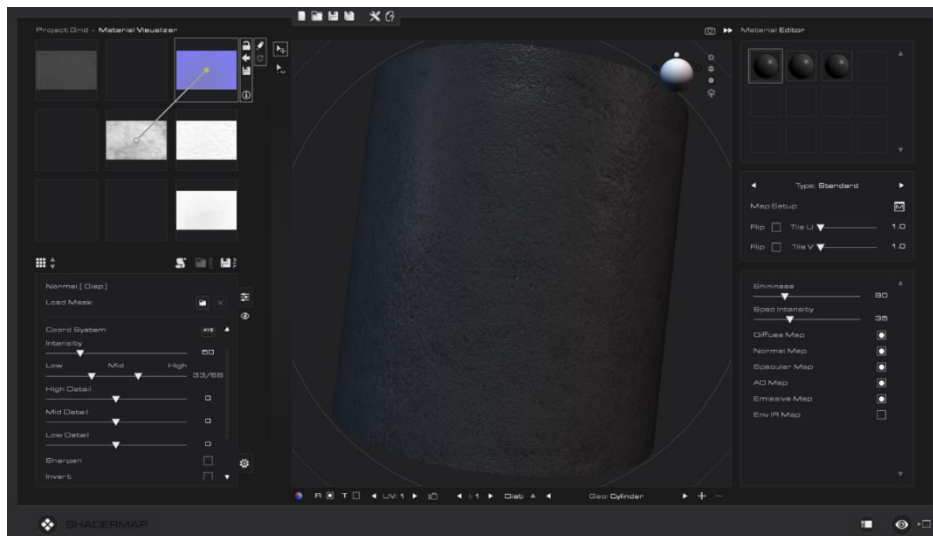 Project Grid - Material Visualizer
Material Editor
Type: Standard
Map Setup
M
Flip Tile U 1.0
Flip Tile V 1.0
Normal [ Disp ]
Load Mask:
Coord System XYZ
Intensity
50
Low Mid High
33/66
High Detail
0
Mid Detail
0
Low Detail
0
Sharpen
Invert
Shininess
80
Spec Intensity
35
Diffuse Map
Normal Map
Specular Map
AO Map
Emissive Map
Env IR Map
R T UV: 1 : 1 Dist: Geo: Cylinder
SHADERMAP